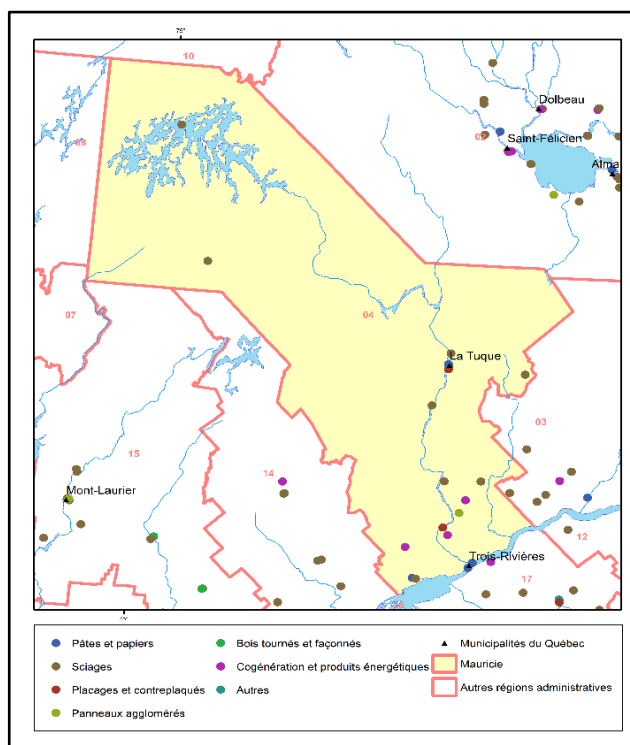 75°
10
Dolbeau
02
Saint-Félicien
08
Alma
04
07
La Tuque
03
15
14
Mont-Laurier
12
Trois-Rivières
17
Pâtes et papiers
Bois tournés et façonnés
Municipalités du Québec
Sciages
Cogénération et produits énergétiques
Mauricie
Placages et contreplaqués
Autres
Autres régions administratives
Panneaux agglomérés